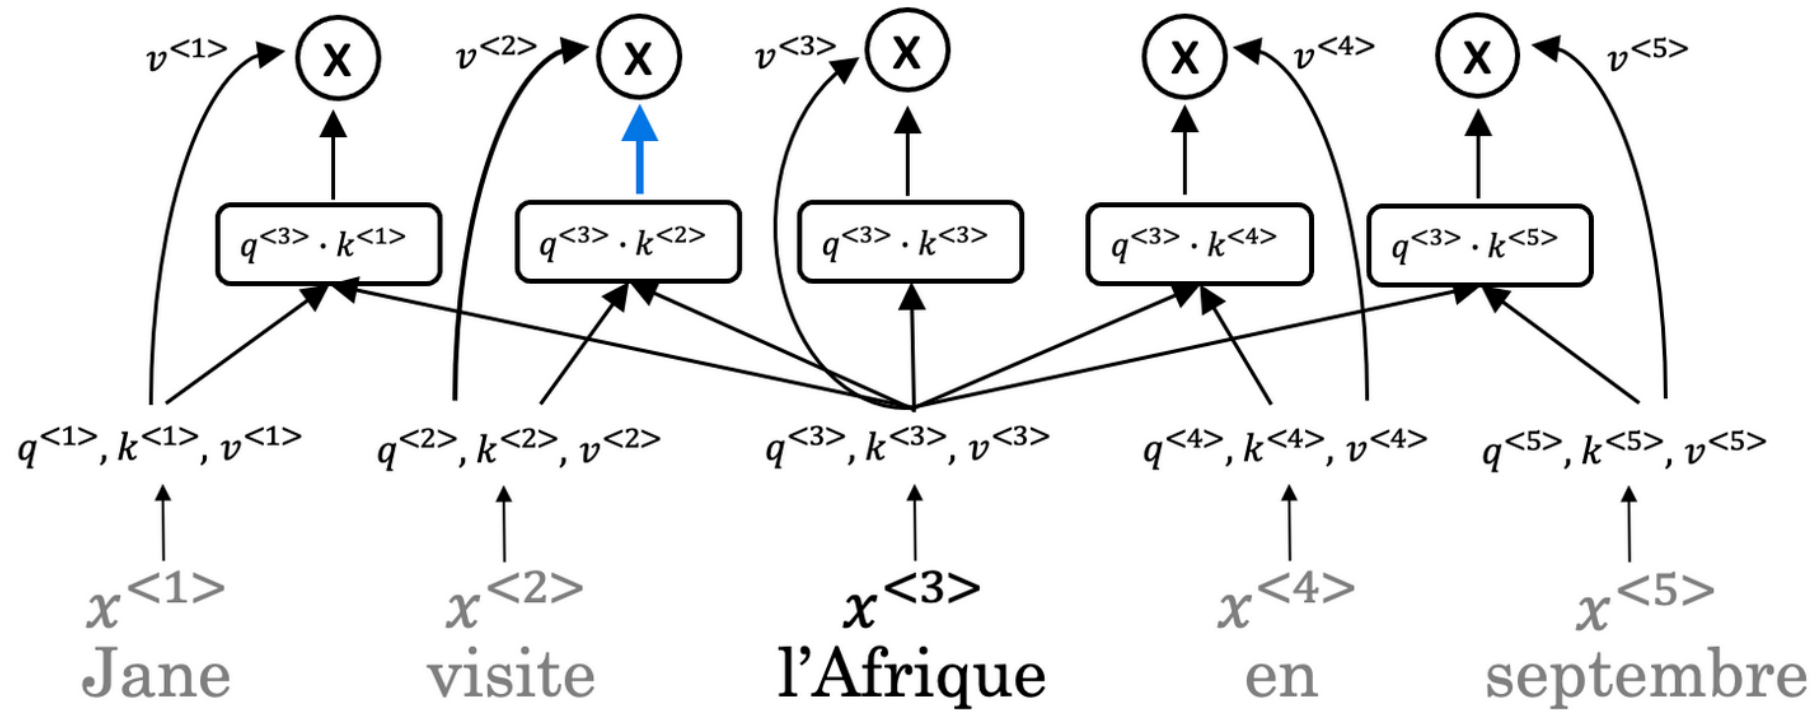 v<1> X v<2> X v<3> X X v<4> X v<5>
q<3> · k<1> q<3> · k<2> q<3> · k<3> q<3> · k<4> q<3> · k<5>
q<1>, k<1>, v<1> q<2>, k<2>, v<2> q<3>, k<3>, v<3> q<4>, k<4>, v<4> q<5>, k<5>, v<5>
x<1> x<2> x<3> x<4> x<5>
Jane visite l’Afrique en septembre